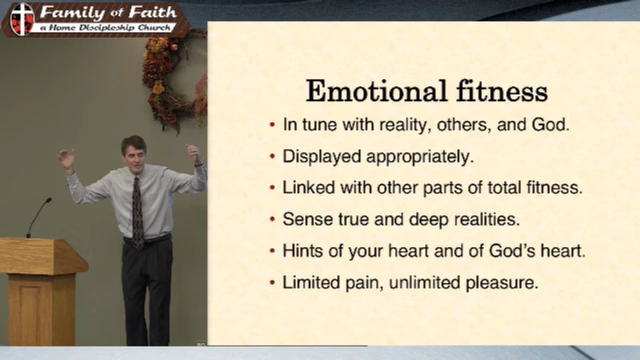 Family of Faith
a Home Discipleship Church
Emotional fitness
• In tune with reality, others, and God.
• Displayed appropriately.
• Linked with other parts of total fitness.
• Sense true and deep realities.
• Hints of your heart and of God's heart.
• Limited pain, unlimited pleasure.